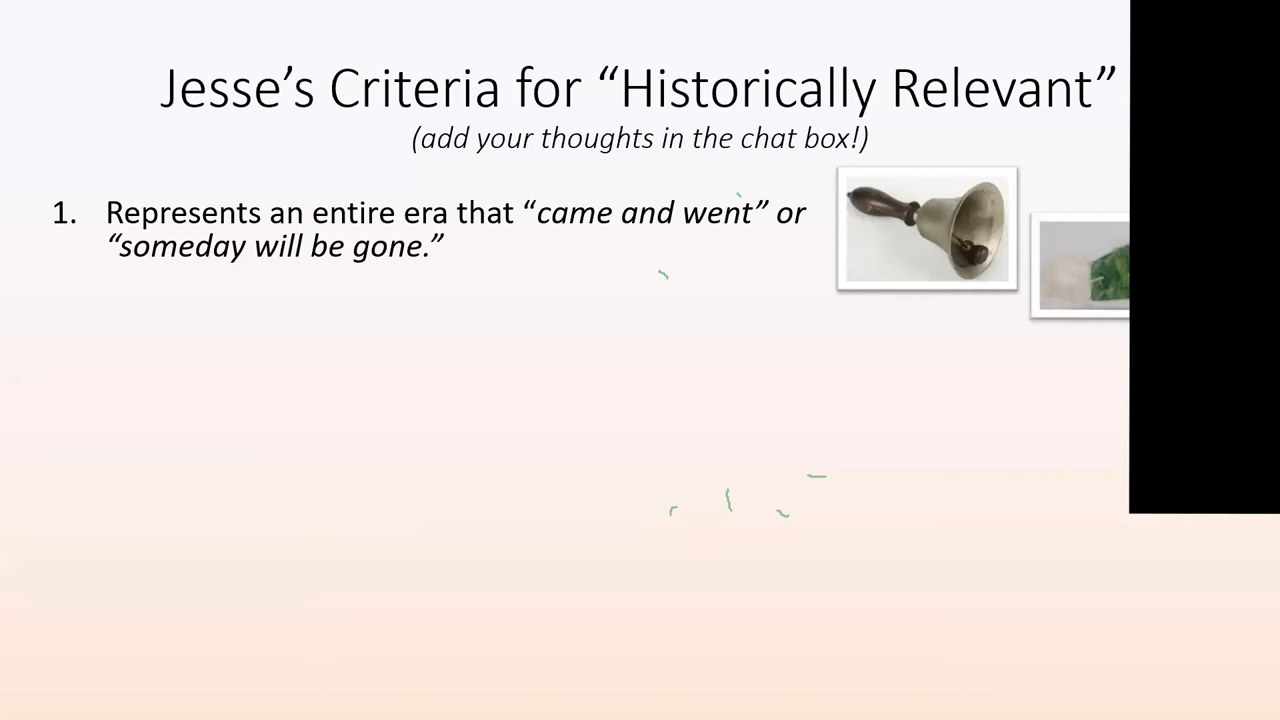 Jesse’s Criteria for “Historically Relevant”
(add your thoughts in the chat box!)
1. Represents an entire era that “came and went” or
“someday will be gone.”